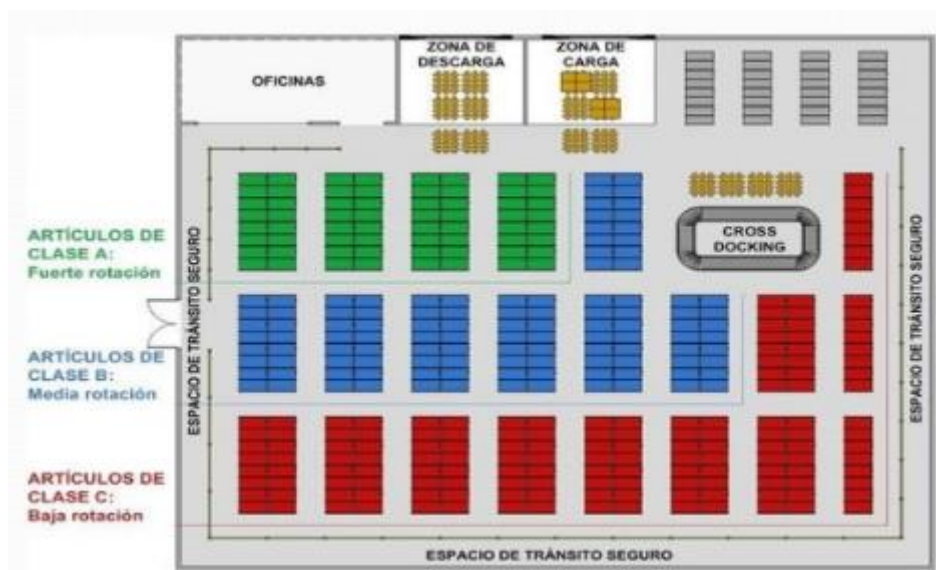 OFICINAS
ZONA DE
DESCARGA
ZONA DE
CARGA
ARTÍCULOS DE
CLASE A:
Fuerte rotación
CROSS
DOCKING
ESPACIO DE TRÁNSITO SEGURO
ESPACIO DE TRÁNSITO SEGURO
ARTÍCULOS DE
CLASE B:
Media rotación
ARTÍCULOS DE
CLASE C:
Baja rotación
ESPACIO DE TRÁNSITO SEGURO